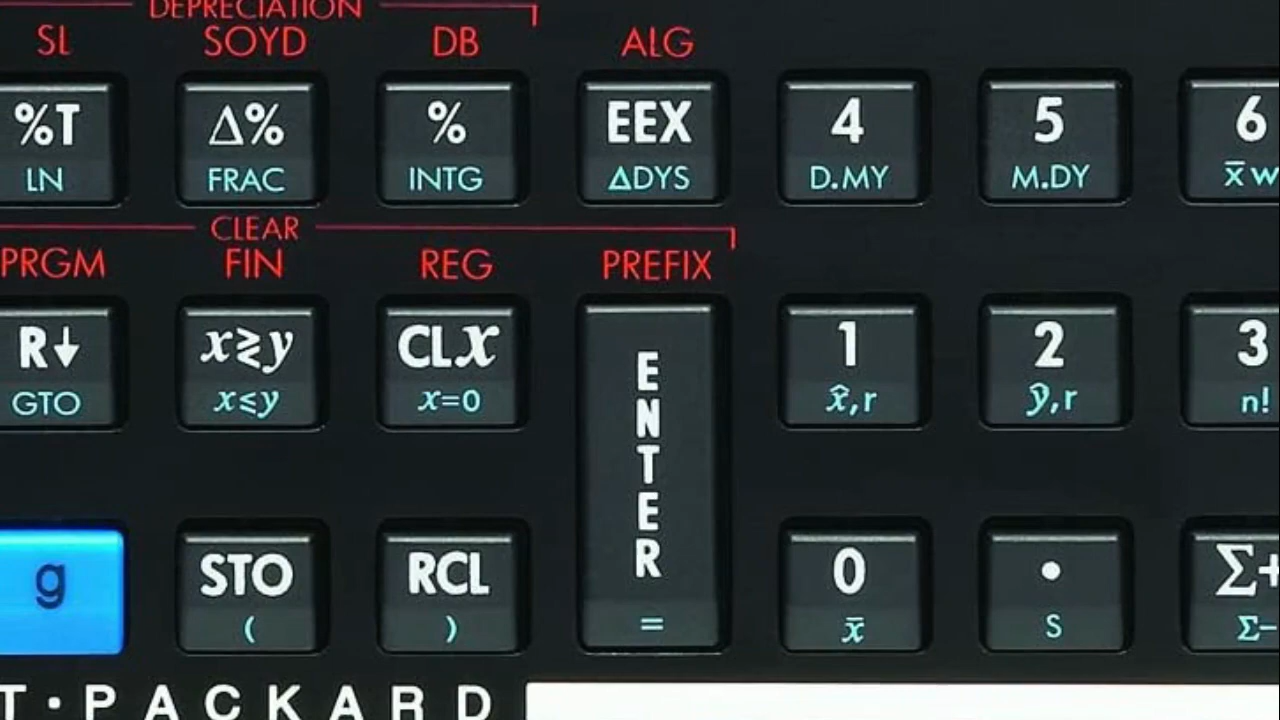 DEPRECIATION
SL SOYD DB ALG
%T Δ% % EEX 4 5 6
LN FRAC INTG ΔDYS D.MY M.DY x̄w
CLEAR
PRGM FIN REG PREFIX
R↓ x≷y CLx ENTER 1 2 3
GTO x≤y x=0 x̂,r ŷ,r n!
g STO RCL 0 • Σ+
( ) = x̄ S Σ−
T·PACKARD